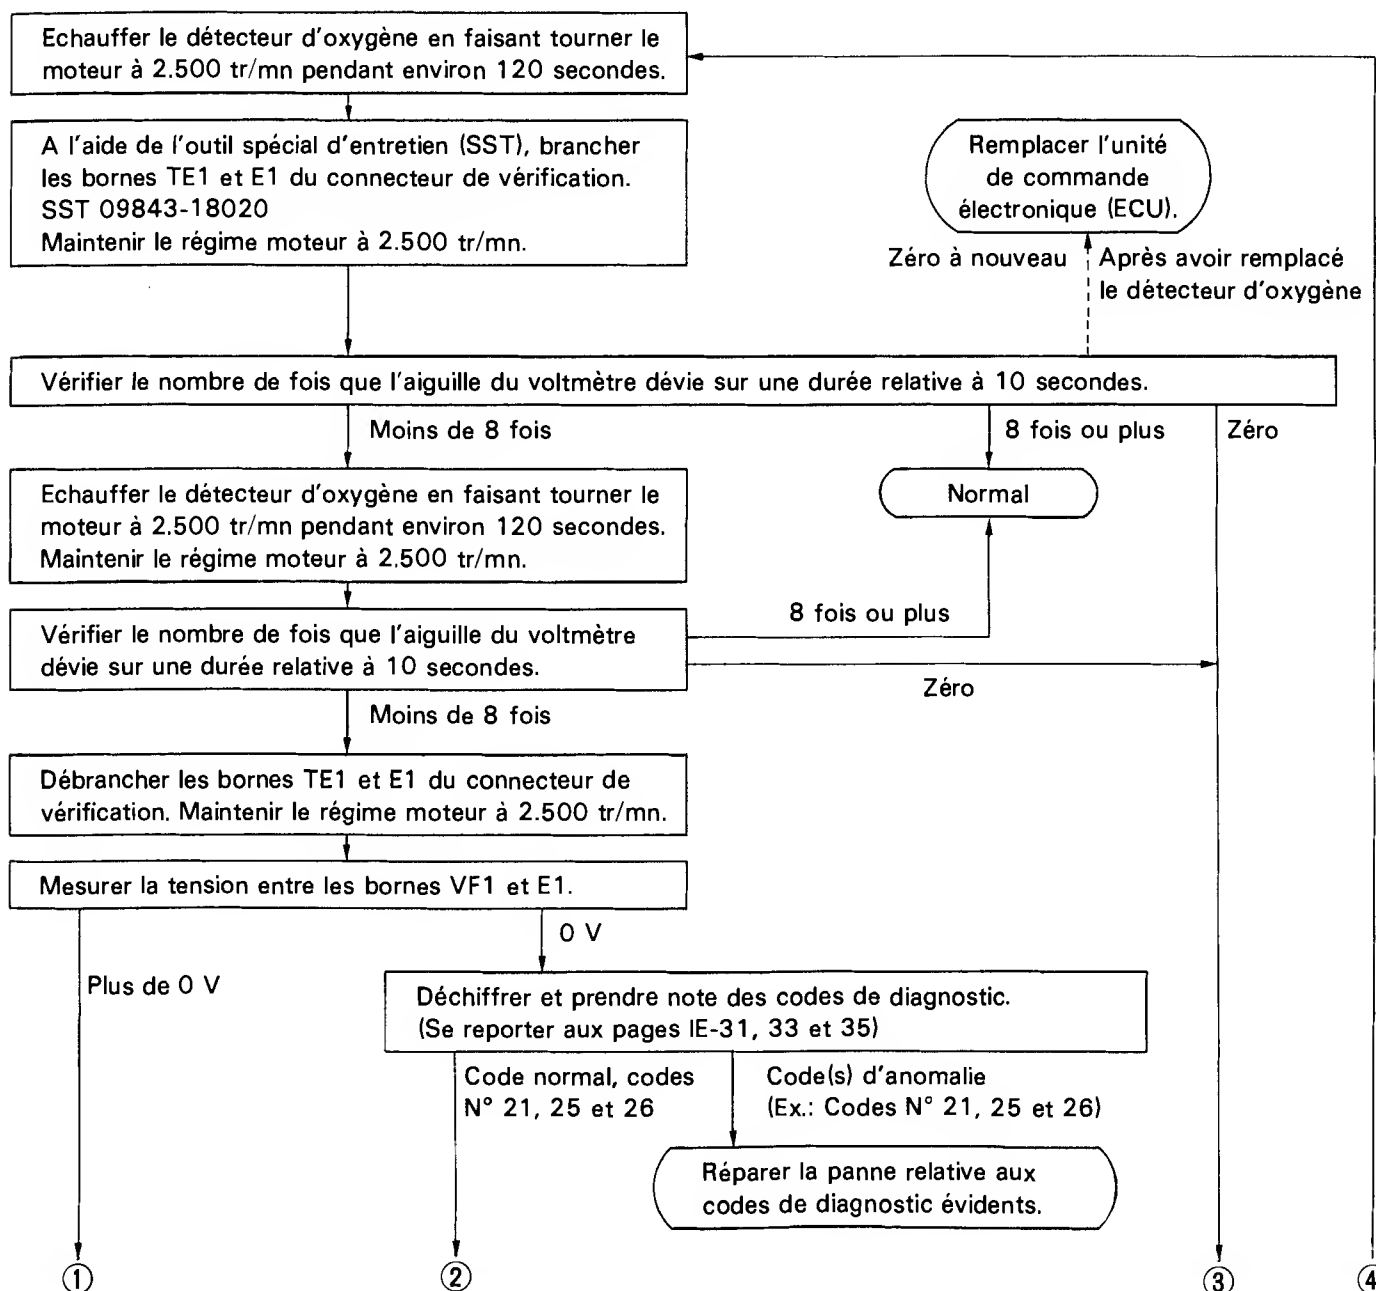 Echauffer le détecteur d'oxygène en faisant tourner le
moteur à 2.500 tr/mn pendant environ 120 secondes.
A l'aide de l'outil spécial d'entretien (SST), brancher
les bornes TE1 et E1 du connecteur de vérification.
SST 09843-18020
Maintenir le régime moteur à 2.500 tr/mn.
Remplacer l'unité
de commande
électronique (ECU).
Zéro à nouveau
Après avoir remplacé
le détecteur d'oxygène
Vérifier le nombre de fois que l'aiguille du voltmètre dévie sur une durée relative à 10 secondes.
Moins de 8 fois
8 fois ou plus
Zéro
Echauffer le détecteur d'oxygène en faisant tourner le
moteur à 2.500 tr/mn pendant environ 120 secondes.
Maintenir le régime moteur à 2.500 tr/mn.
Normal
Vérifier le nombre de fois que l'aiguille du voltmètre
dévie sur une durée relative à 10 secondes.
8 fois ou plus
Zéro
Moins de 8 fois
Débrancher les bornes TE1 et E1 du connecteur de
vérification. Maintenir le régime moteur à 2.500 tr/mn.
Mesurer la tension entre les bornes VF1 et E1.
0 V
Plus de 0 V
Déchiffrer et prendre note des codes de diagnostic.
(Se reporter aux pages IE-31, 33 et 35)
Code normal, codes
N° 21, 25 et 26
Code(s) d'anomalie
(Ex.: Codes N° 21, 25 et 26)
Réparer la panne relative aux
codes de diagnostic évidents.
① ② ③ ④